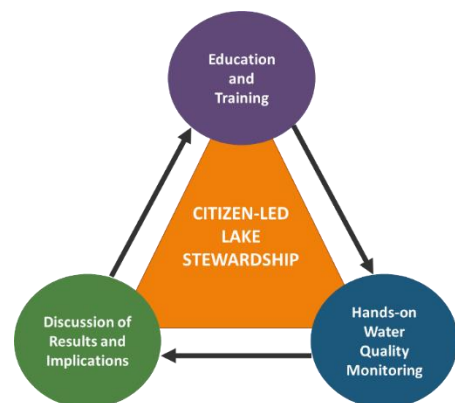 Education
and
Training
CITIZEN-LED
LAKE
STEWARDSHIP
Discussion of
Results and
Implications
Hands-on
Water
Quality
Monitoring